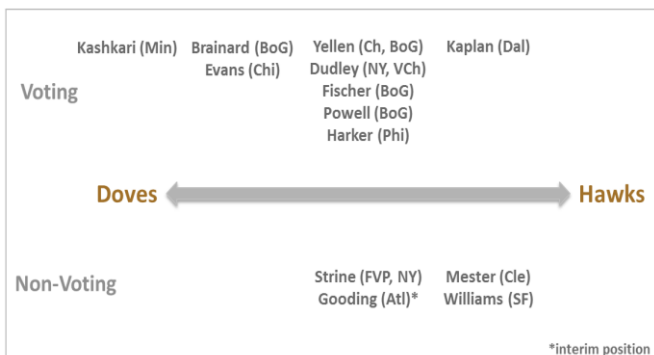 Kashkari (Min) Brainard (BoG) Yellen (Ch, BoG) Kaplan (Dal)
Evans (Chi) Dudley (NY, VCh)
Voting Fischer (BoG)
Powell (BoG)
Harker (Phi)
Doves Hawks
Non-Voting Strine (FVP, NY) Mester (Cle)
Gooding (Atl)* Williams (SF)
*interim position